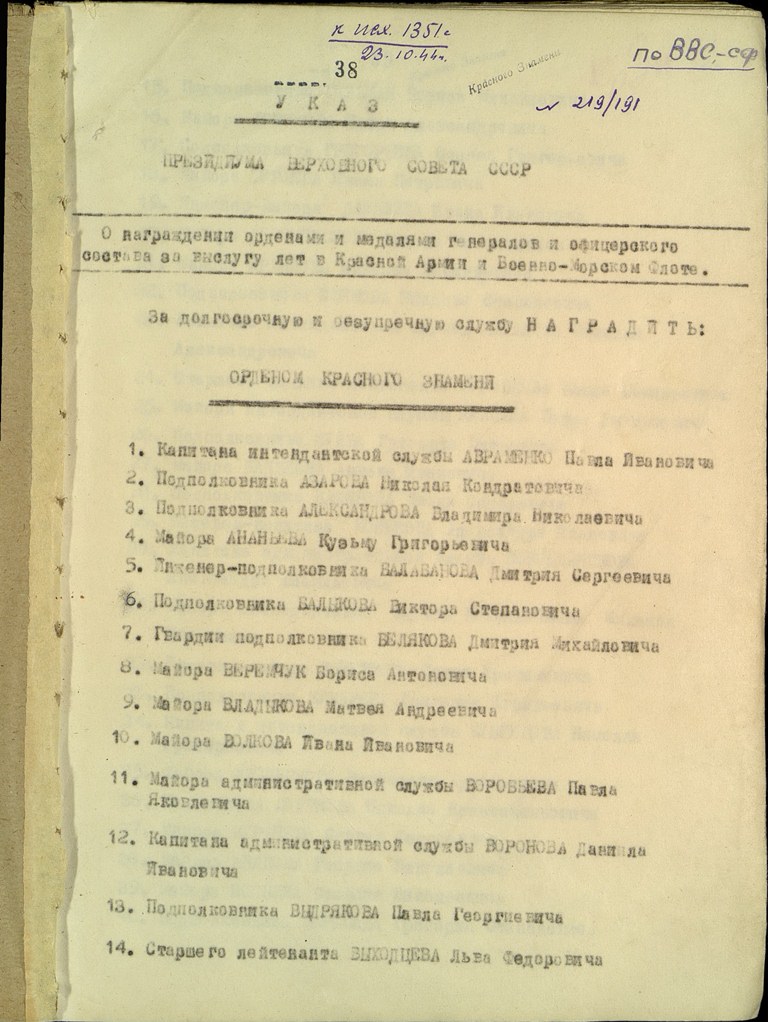 к исх. 1351с
23.10.44г.
38
Красного Знамени
по ВВС-СФ
№ 219/191
У К А З
ПРЕЗИДИУМА ВЕРХОВНОГО СОВЕТА СССР
О награждении орденами и медалями генералов и офицерского
состава за выслугу лет в Красной Армии и Военно-Морском Флоте.
За долгосрочную и безупречную службу Н А Г Р А Д И Т Ь:
ОРДЕНОМ КРАСНОГО ЗНАМЕНИ
1. Капитана интендантской службы АВРАМЕНКО Павла Ивановича
2. Подполковника АЗАРОВА Николая Кондратовича
3. Подполковника АЛЕКСАНДРОВА Владимира Николаевича
4. Майора АНАНЬЕВА Кузьму Григорьевича
5. Инженер-подполковника БАЛАБАНОВА Дмитрия Сергеевича
6. Подполковника БАЛЫКОВА Виктора Степановича
7. Гвардии подполковника БЕЛЯКОВА Дмитрия Михайловича
8. Майора ВЕРЕМЧУК Бориса Антоновича
9. Майора ВЛАДЫКОВА Матвея Андреевича
10. Майора ВОЛКОВА Ивана Ивановича
11. Майора административной службы ВОРОБЬЕВА Павла
Яковлевича
12. Капитана административной службы ВОРОНОВА Даниила
Ивановича
13. Подполковника ВЫДРЯКОВА Павла Георгиевича
14. Старшего лейтенанта ВЫХОДЦЕВА Льва Федоровича